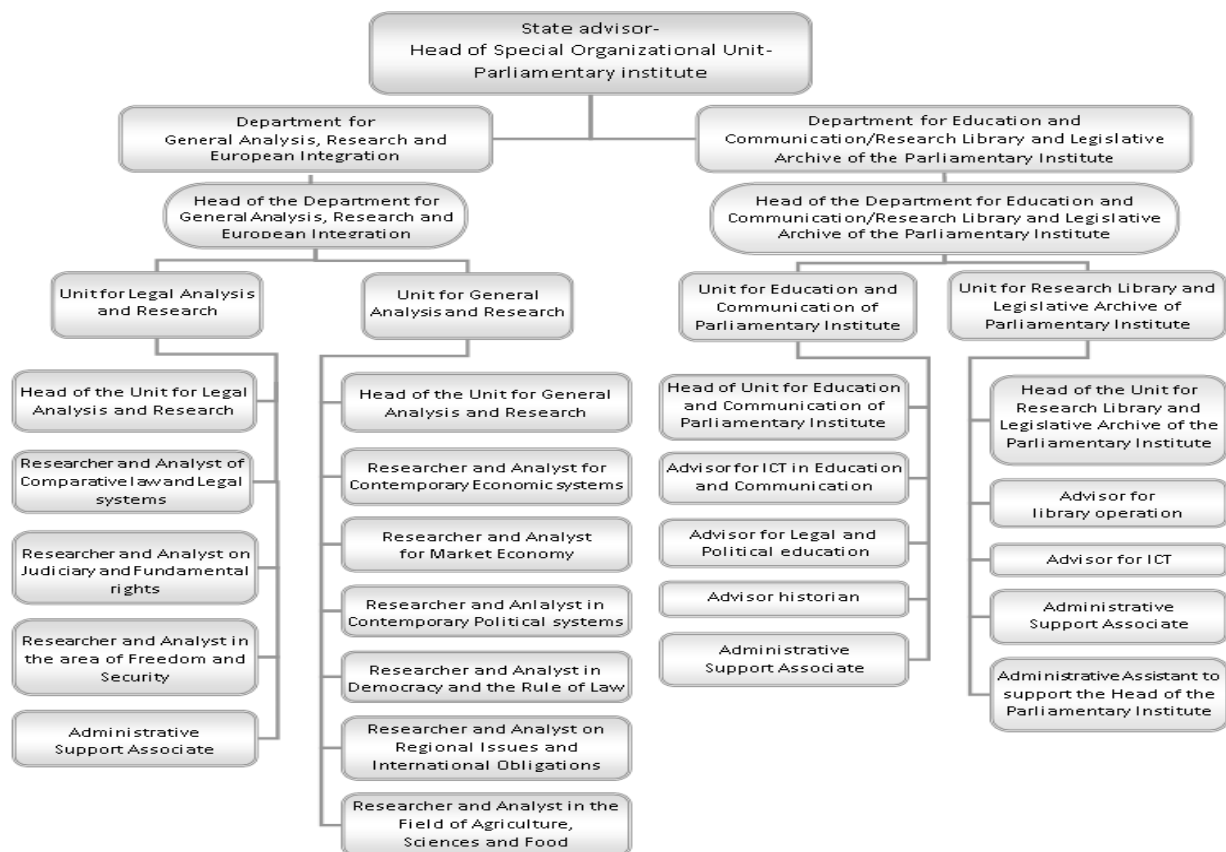 State advisor-
Head of Special Organizational Unit-
Parliamentary institute
Department for
General Analysis, Research and
European Integration
Department for Education and
Communication/Research Library and Legislative
Archive of the Parliamentary Institute
Head of the Department for
General Analysis, Research and
European Integration
Head of the Department for Education and
Communication/Research Library and Legislative
Archive of the Parliamentary Institute
Unit for Legal Analysis
and Research
Unit for General
Analysis and Research
Unit for Education and
Communication of
Parliamentary Institute
Unit for Research Library and
Legislative Archive of
Parliamentary Institute
Head of the Unit for Legal
Analysis and Research
Researcher and Analyst of
Comparative law and Legal
systems
Researcher and Analyst on
Judiciary and Fundamental
rights
Researcher and Analyst in
the area of Freedom and
Security
Administrative
Support Associate
Head of the Unit for General
Analysis and Research
Researcher and Analyst for
Contemporary Economic systems
Researcher and Analyst
for Market Economy
Researcher and Anlalyst in
Contemporary Political systems
Researcher and Analyst in
Democracy and the Rule of Law
Researcher and Analyst on
Regional Issues and
International Obligations
Researcher and Analyst in the
Field of Agriculture,
Sciences and Food
Head of Unit for Education
and Communication of
Parliamentary Institute
Advisor for ICT in Education
and Communication
Advisor for Legal and
Political education
Advisor historian
Administrative
Support Associate
Head of the Unit for
Research Library and
Legislative Archive of the
Parliamentary Institute
Advisor for
library operation
Advisor for ICT
Administrative
Support Associate
Administrative Assistant to
support the Head of the
Parliamentary Institute